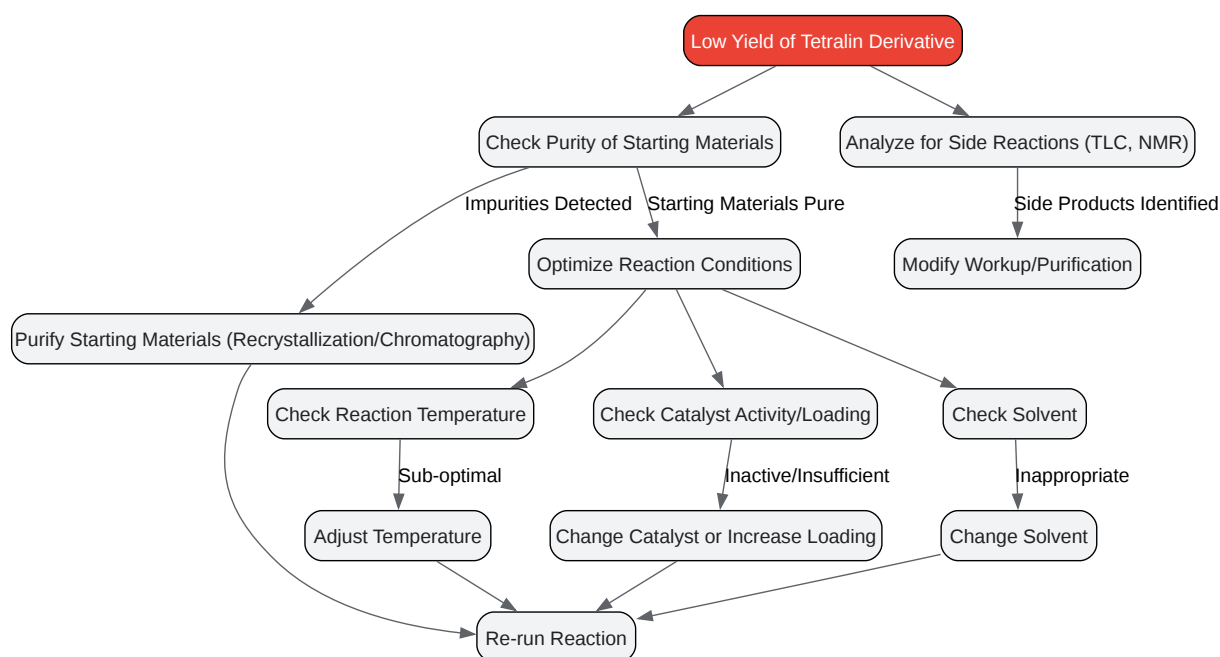 Low Yield of Tetralin Derivative
Check Purity of Starting Materials
Analyze for Side Reactions (TLC, NMR)
Impurities Detected
Starting Materials Pure
Side Products Identified
Optimize Reaction Conditions
Modify Workup/Purification
Purify Starting Materials (Recrystallization/Chromatography)
Check Reaction Temperature
Check Catalyst Activity/Loading
Check Solvent
Sub-optimal
Inactive/Insufficient
Inappropriate
Adjust Temperature
Change Catalyst or Increase Loading
Change Solvent
Re-run Reaction